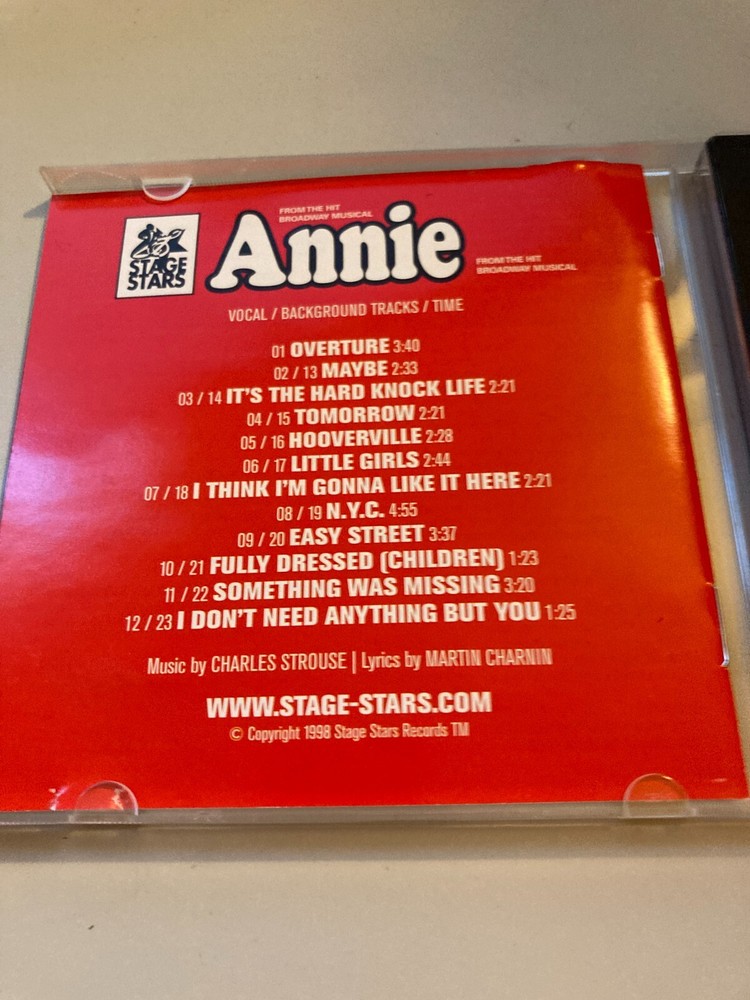 STAGE
STARS
FROM THE HIT
BROADWAY MUSICAL
Annie
FROM THE HIT
BROADWAY MUSICAL
VOCAL / BACKGROUND TRACKS / TIME
01 OVERTURE 3:40
02 / 13 MAYBE 2:33
03 / 14 IT'S THE HARD KNOCK LIFE 2:21
04 / 15 TOMORROW 2:21
05 / 16 HOOVERVILLE 2:28
06 / 17 LITTLE GIRLS 2:44
07 / 18 I THINK I'M GONNA LIKE IT HERE 2:21
08 / 19 N.Y.C. 4:55
09 / 20 EASY STREET 3:37
10 / 21 FULLY DRESSED (CHILDREN) 1:23
11 / 22 SOMETHING WAS MISSING 3:20
12 / 23 I DON'T NEED ANYTHING BUT YOU 1:25
Music by CHARLES STROUSE | Lyrics by MARTIN CHARNIN
WWW.STAGE-STARS.COM
© Copyright 1998 Stage Stars Records TM